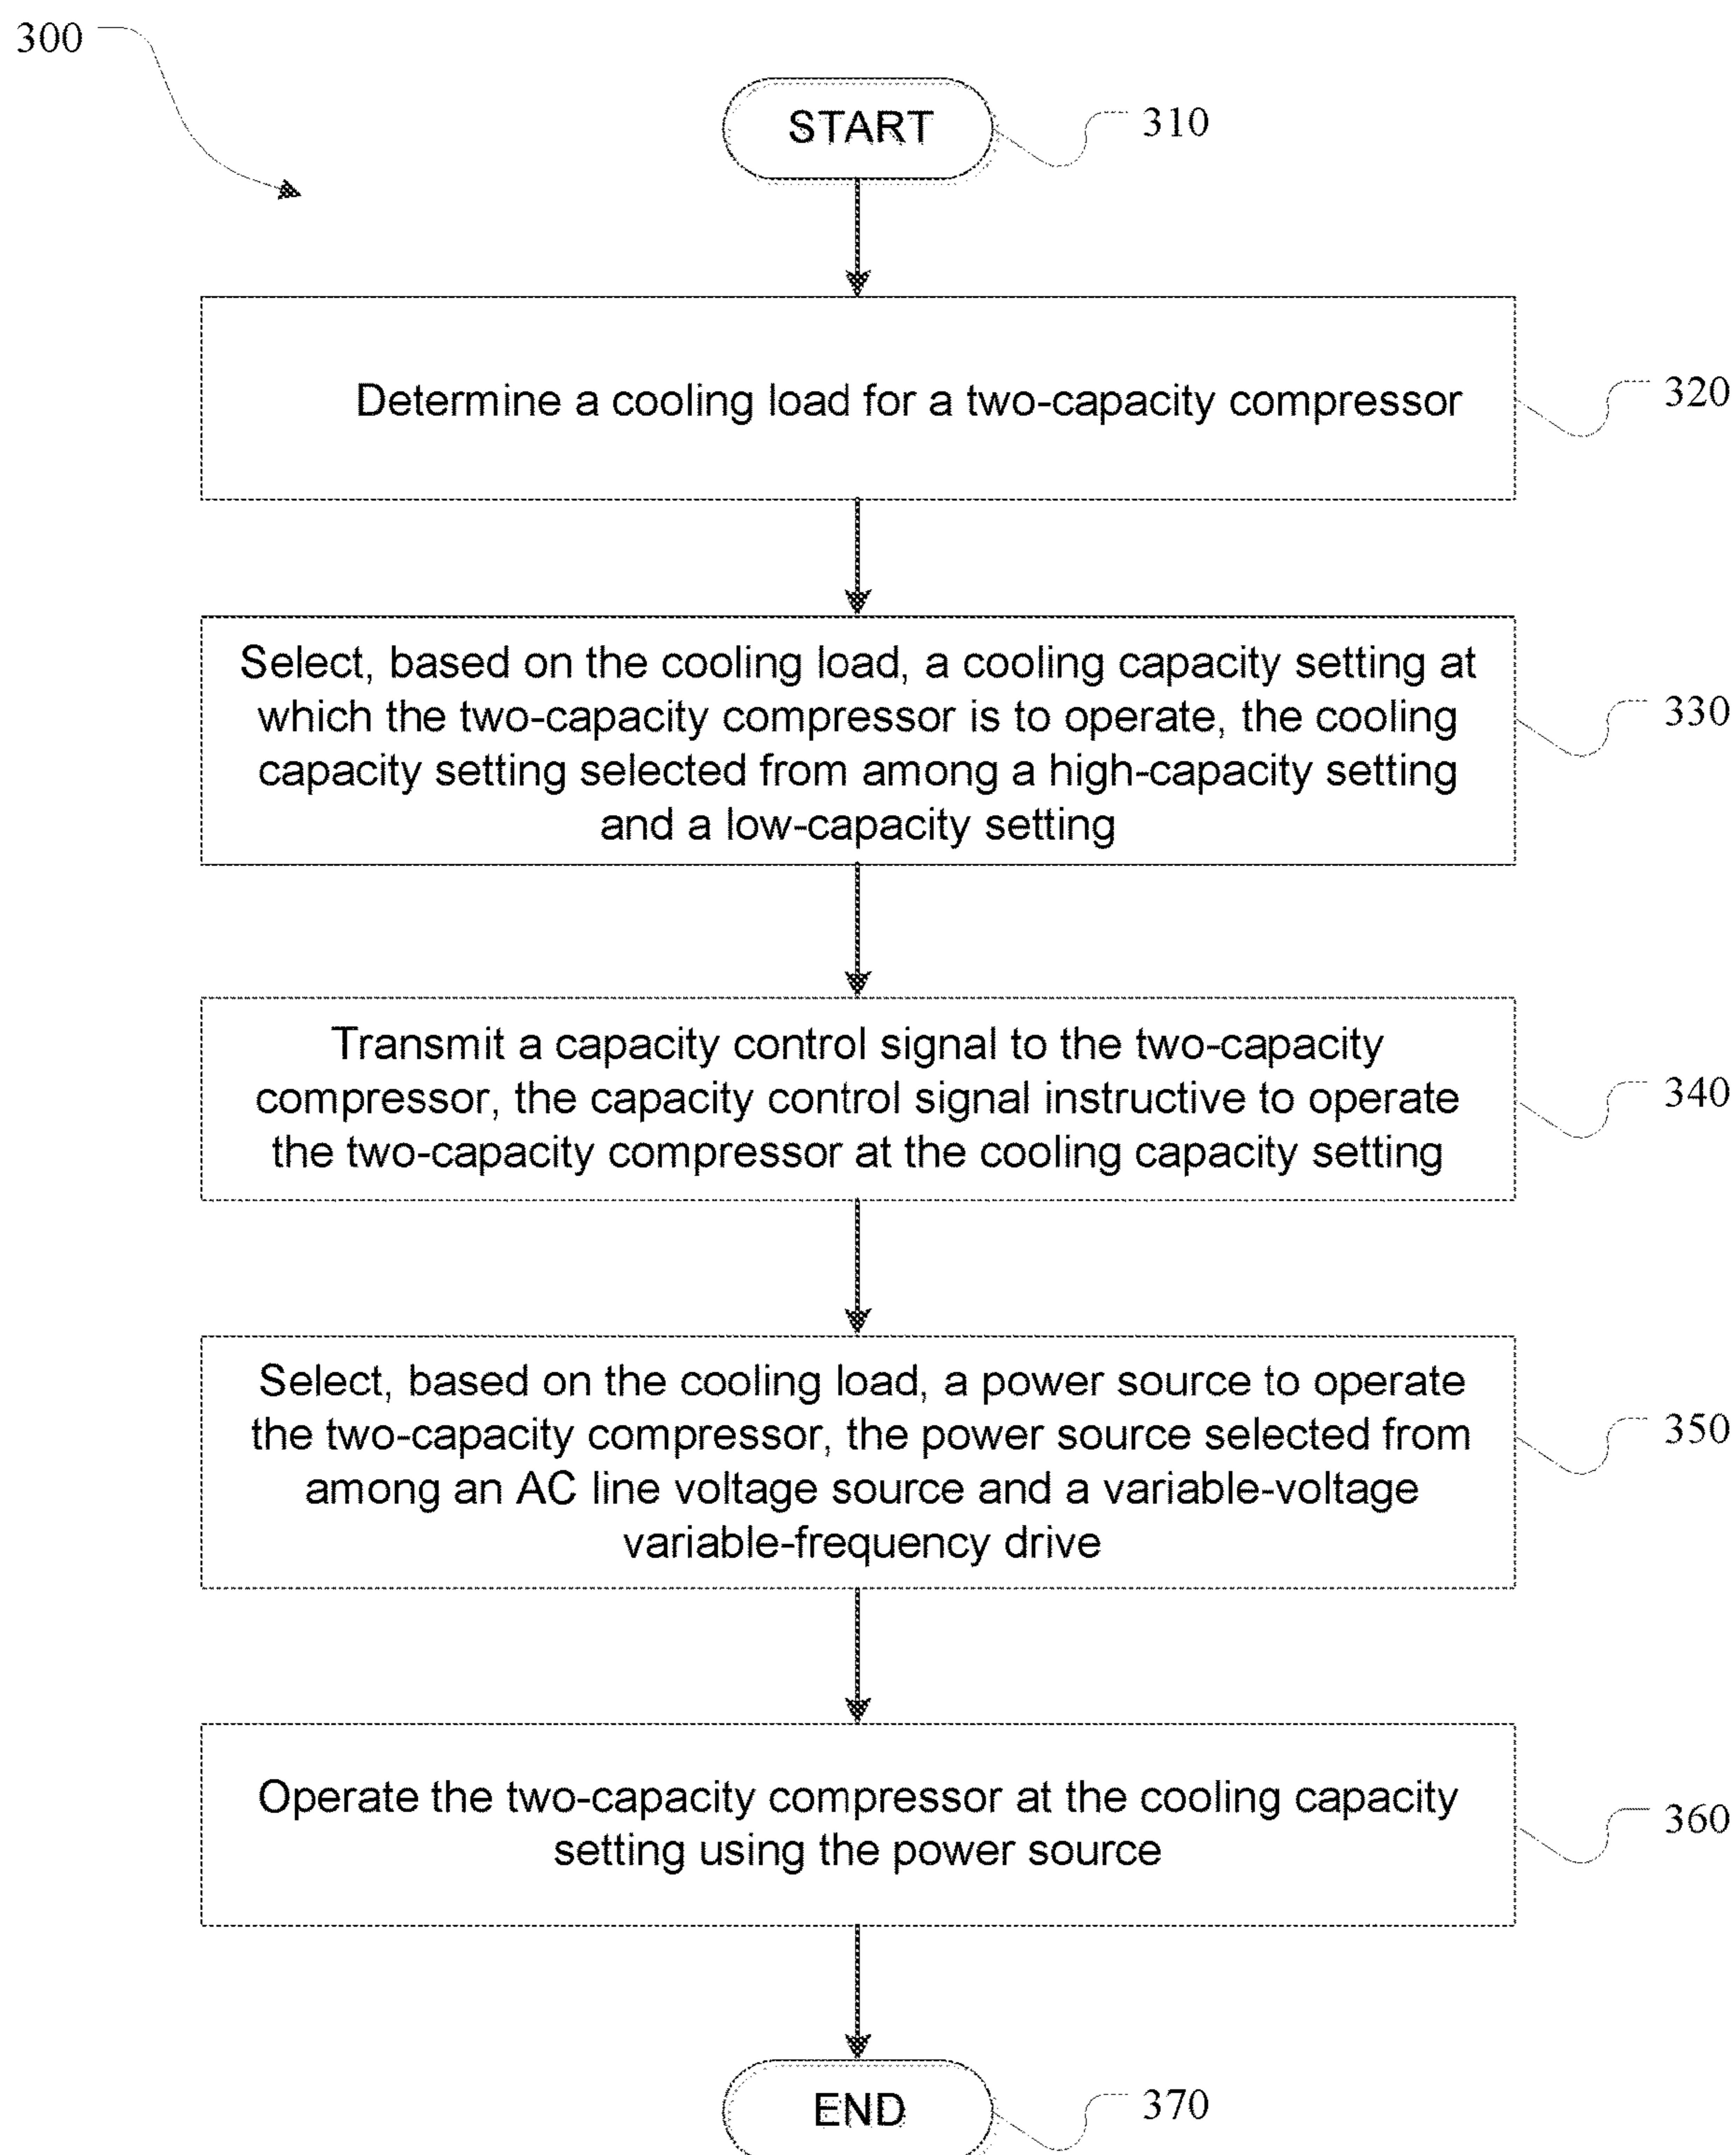 300
START
310
Determine a cooling load for a two-capacity compressor
320
Select, based on the cooling load, a cooling capacity setting at
which the two-capacity compressor is to operate, the cooling
capacity setting selected from among a high-capacity setting
and a low-capacity setting
330
Transmit a capacity control signal to the two-capacity
compressor, the capacity control signal instructive to operate
the two-capacity compressor at the cooling capacity setting
340
Select, based on the cooling load, a power source to operate
the two-capacity compressor, the power source selected from
among an AC line voltage source and a variable-voltage
variable-frequency drive
350
Operate the two-capacity compressor at the cooling capacity
setting using the power source
360
END
370